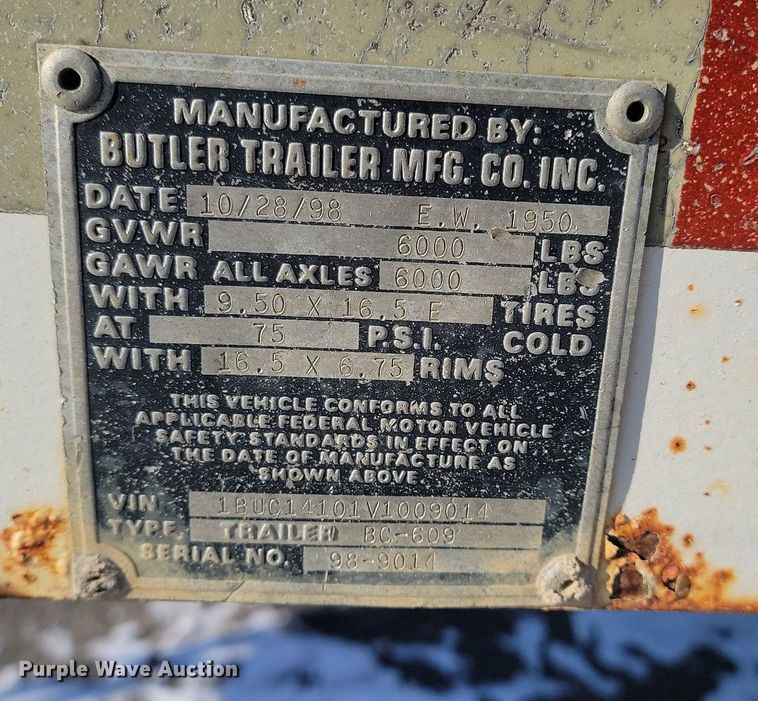 MANUFACTURED BY:
BUTLER TRAILER MFG. CO. INC.
DATE 10/28/98 E.W. 1950
GVWR 6000 LBS
GAWR ALL AXLES 6000 LBS
WITH 9.50 X 16.5 E TIRES
AT 75 P.S.I. COLD
WITH 16.5 X 6.75 RIMS
THIS VEHICLE CONFORMS TO ALL
APPLICABLE FEDERAL MOTOR VEHICLE
SAFETY STANDARDS IN EFFECT ON
THE DATE OF MANUFACTURE AS
SHOWN ABOVE.
VIN 1BUC14101V1009014
TYPE TRAILER BC-609
SERIAL NO. 98-9014
Purple Wave Auction